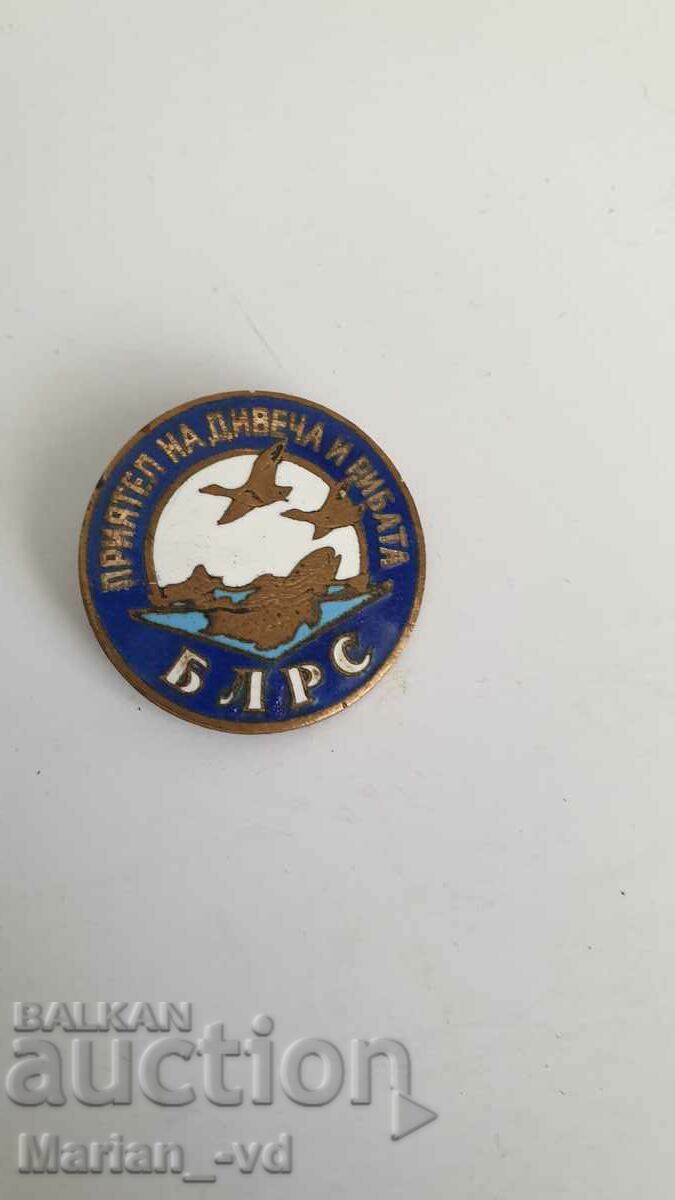 ПРИЯТЕЛ НА ДИВЕЧА И РИБАТА
БЛРС
BALKAN
auction
Marian_-vd